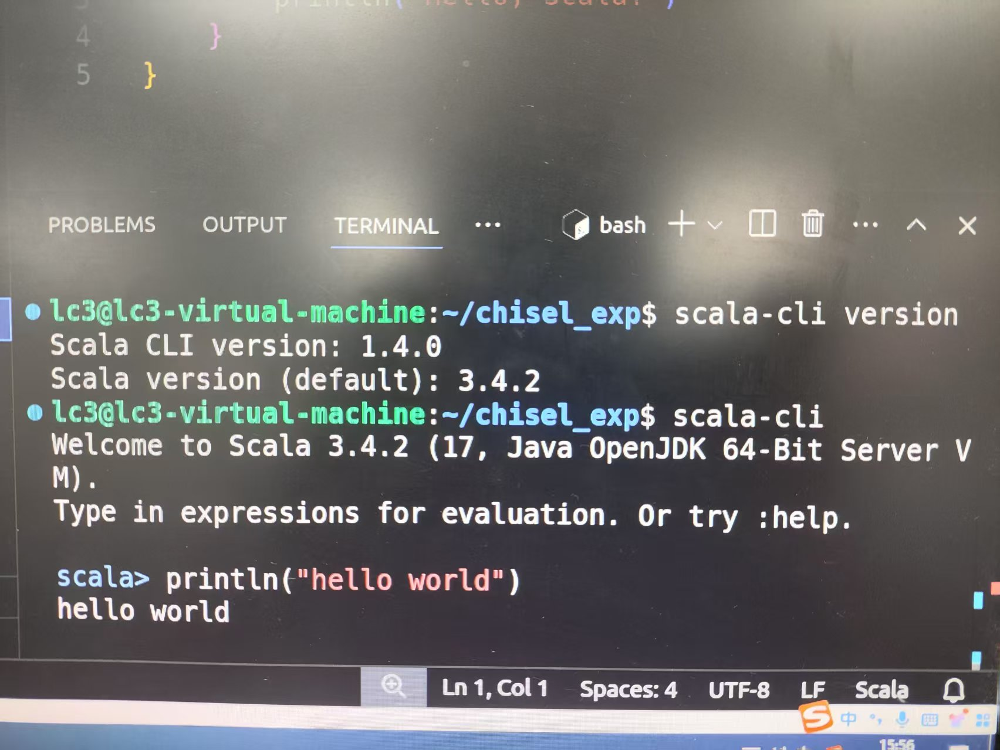 println("Hello, Scala!")
4 }
5 }
PROBLEMS OUTPUT TERMINAL ··· bash
lc3@lc3-virtual-machine:~/chisel_exp$ scala-cli version
Scala CLI version: 1.4.0
Scala version (default): 3.4.2
lc3@lc3-virtual-machine:~/chisel_exp$ scala-cli
Welcome to Scala 3.4.2 (17, Java OpenJDK 64-Bit Server V
M).
Type in expressions for evaluation. Or try :help.
scala> println("hello world")
hello world
Ln 1, Col 1 Spaces: 4 UTF-8 LF Scala
S 中
15:56